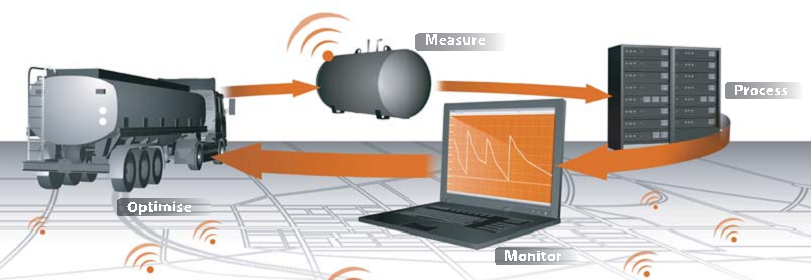 Measure
Process
Optimise
Monitor